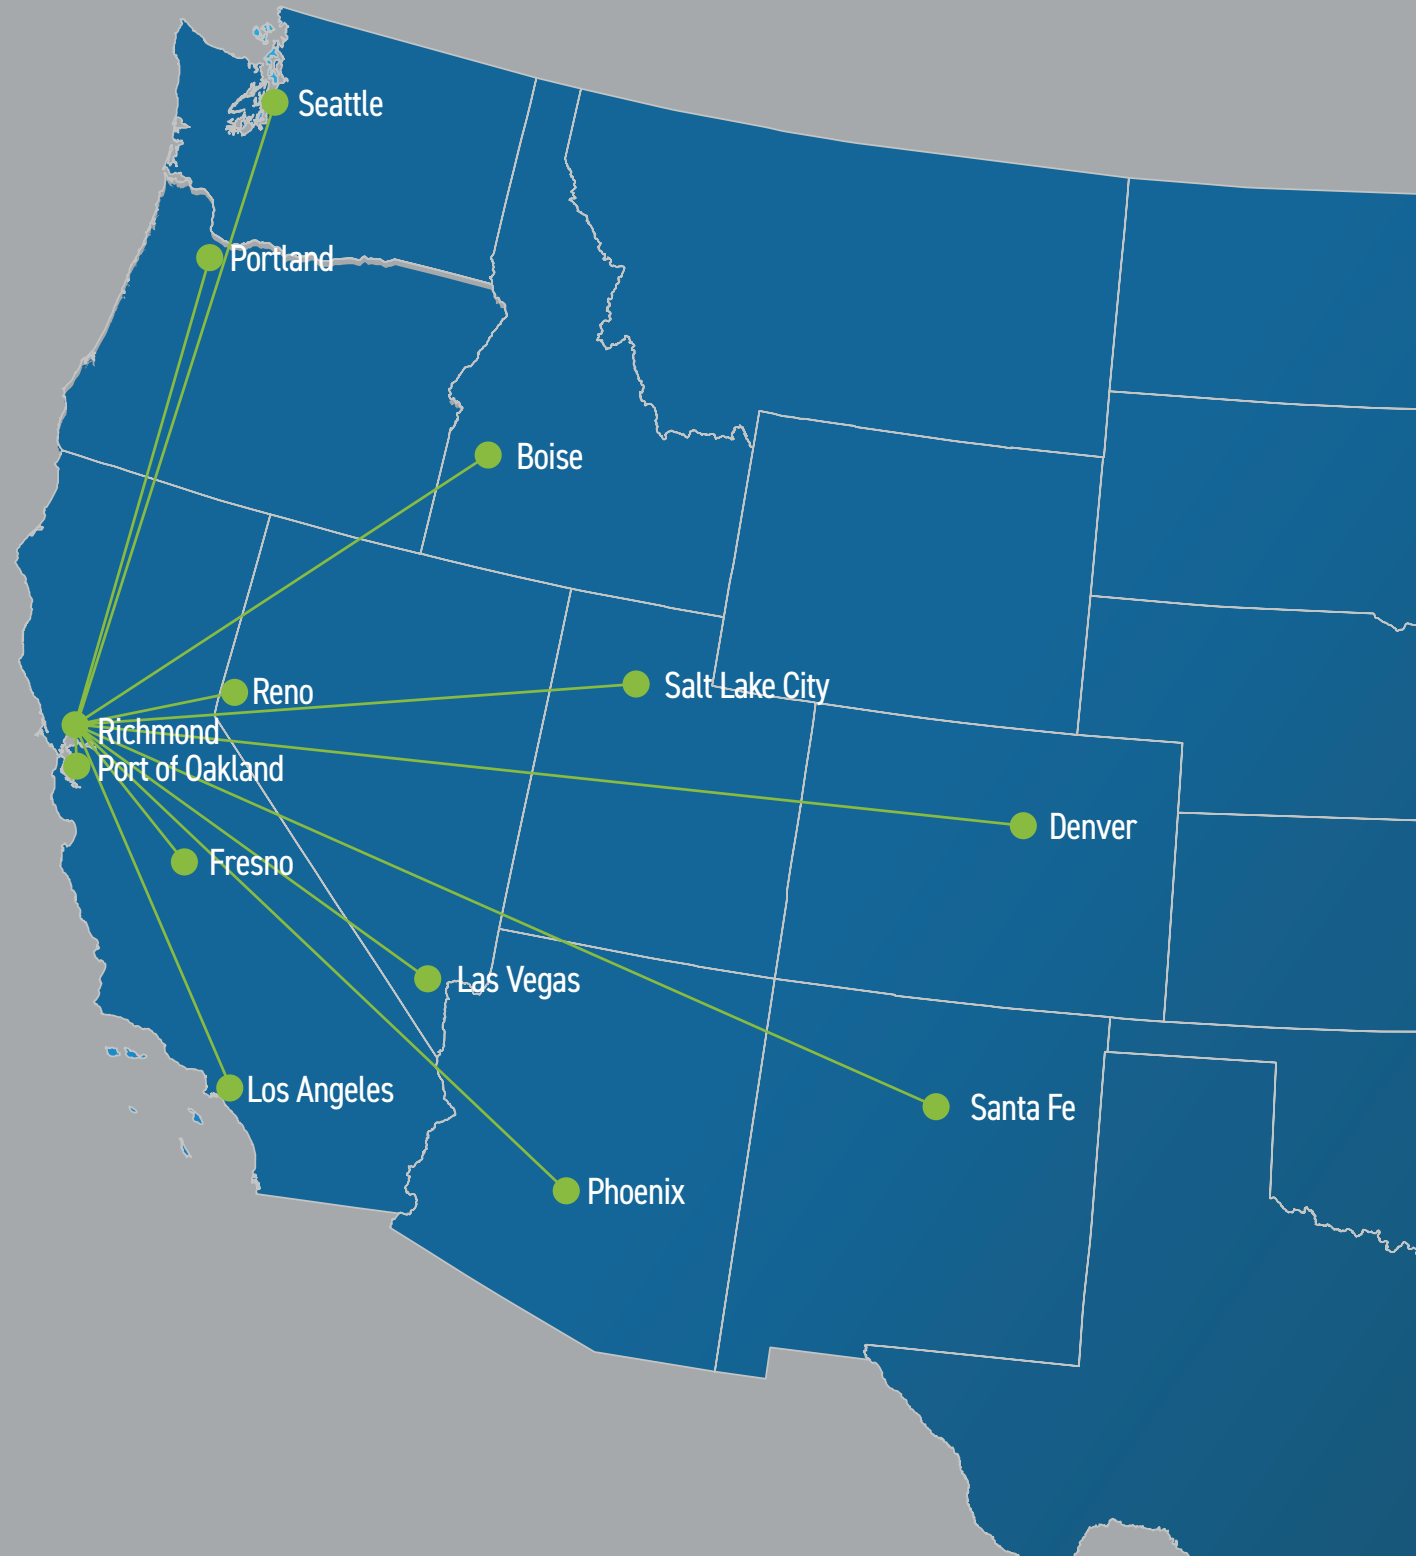 Seattle
Portland
Boise
Salt Lake City
Reno
Richmond
Port of Oakland
Denver
Fresno
Las Vegas
Los Angeles
Santa Fe
Phoenix